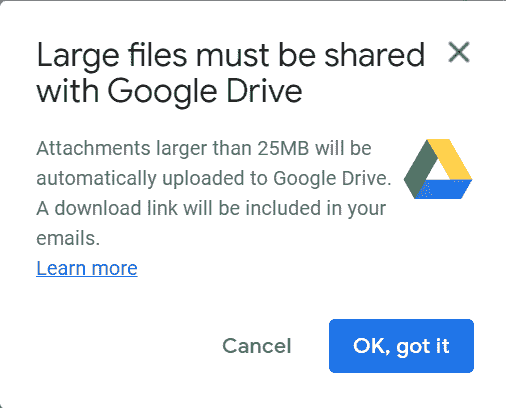 Large files must be shared
with Google Drive
Attachments larger than 25MB will be
automatically uploaded to Google Drive.
A download link will be included in your
emails.
Learn more
Cancel
OK, got it